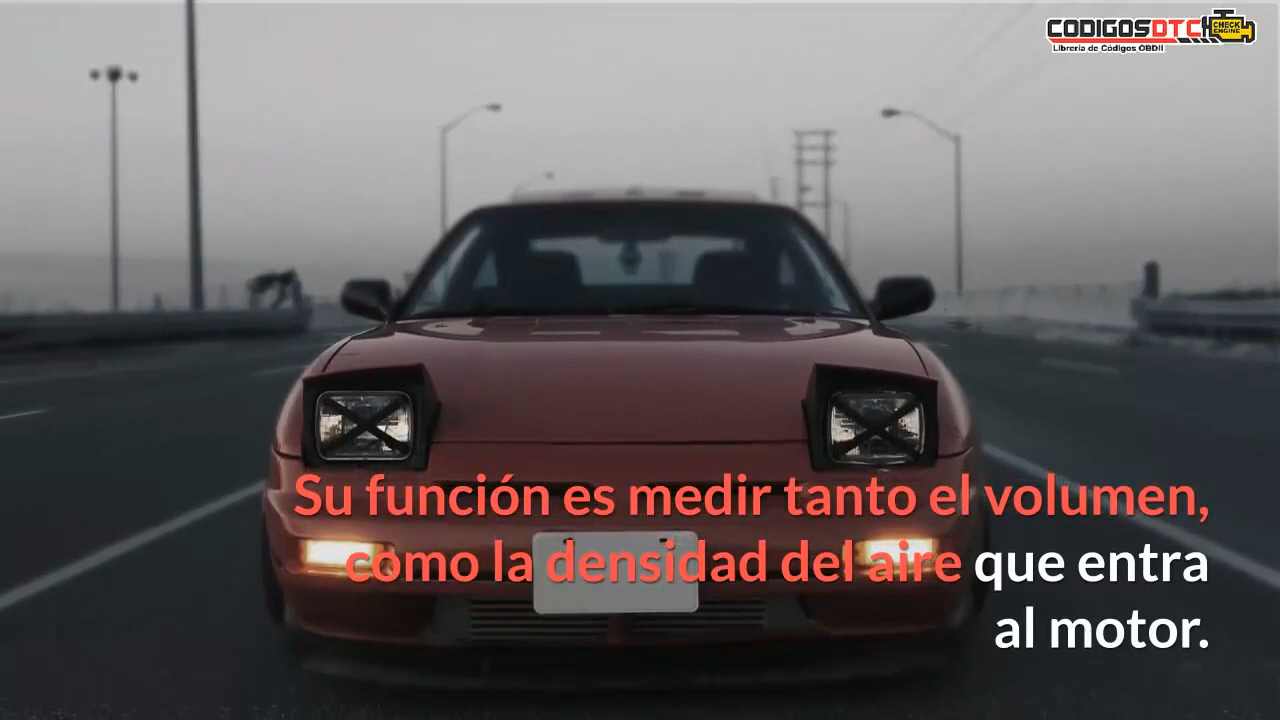 CODIGOSDTC
CHECK
ENGINE
Libreria de Códigos OBDII
Su función es medir tanto el volumen,
como la densidad del aire que entra
al motor.